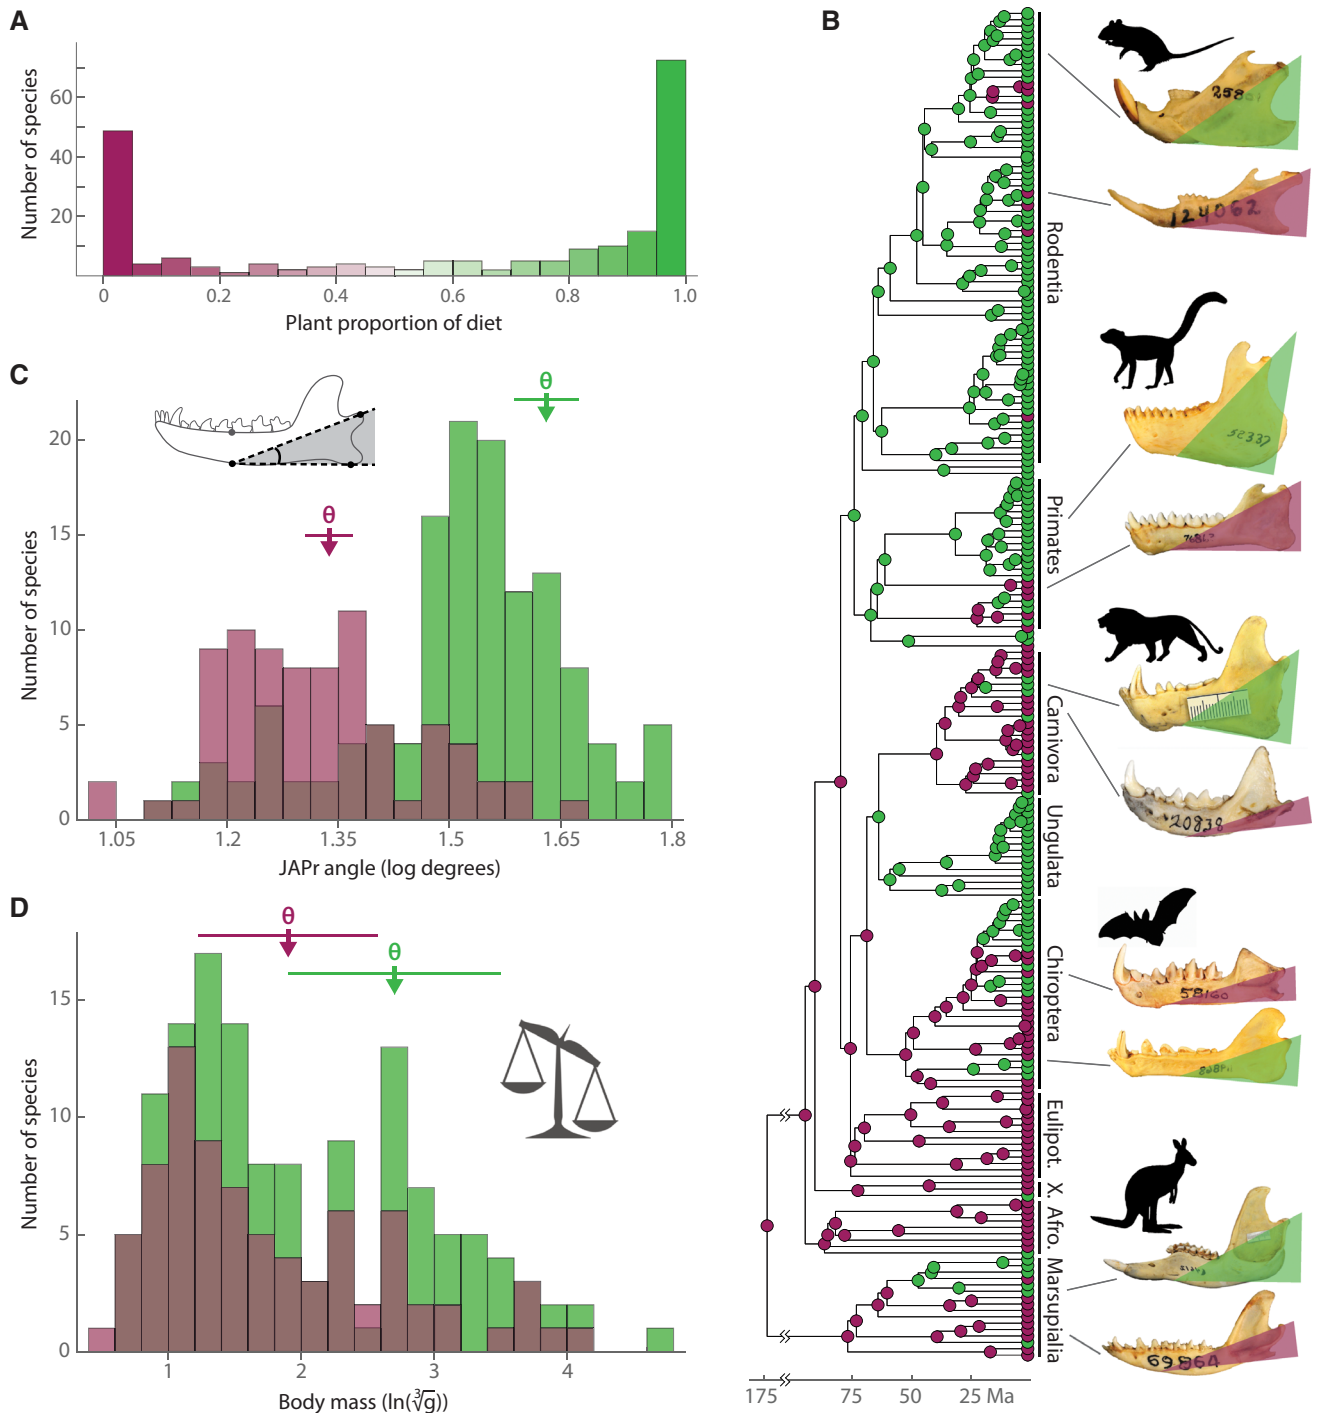 A
Number of species
60
40
20
0
0.2
0.4
0.6
0.8
1.0
Plant proportion of diet
B
Rodentia
Primates
Carnivora
Ungulata
Chiroptera
Eulipot.
X.
Afro.
Marsupialia
175
75
50
25 Ma
124062
52337
20838
58160
69864
C
θ
θ
Number of species
20
15
10
5
0
1.05
1.2
1.35
1.5
1.65
1.8
JAPr angle (log degrees)
D
θ
θ
Number of species
15
10
5
0
1
2
3
4
Body mass (ln(∛g))